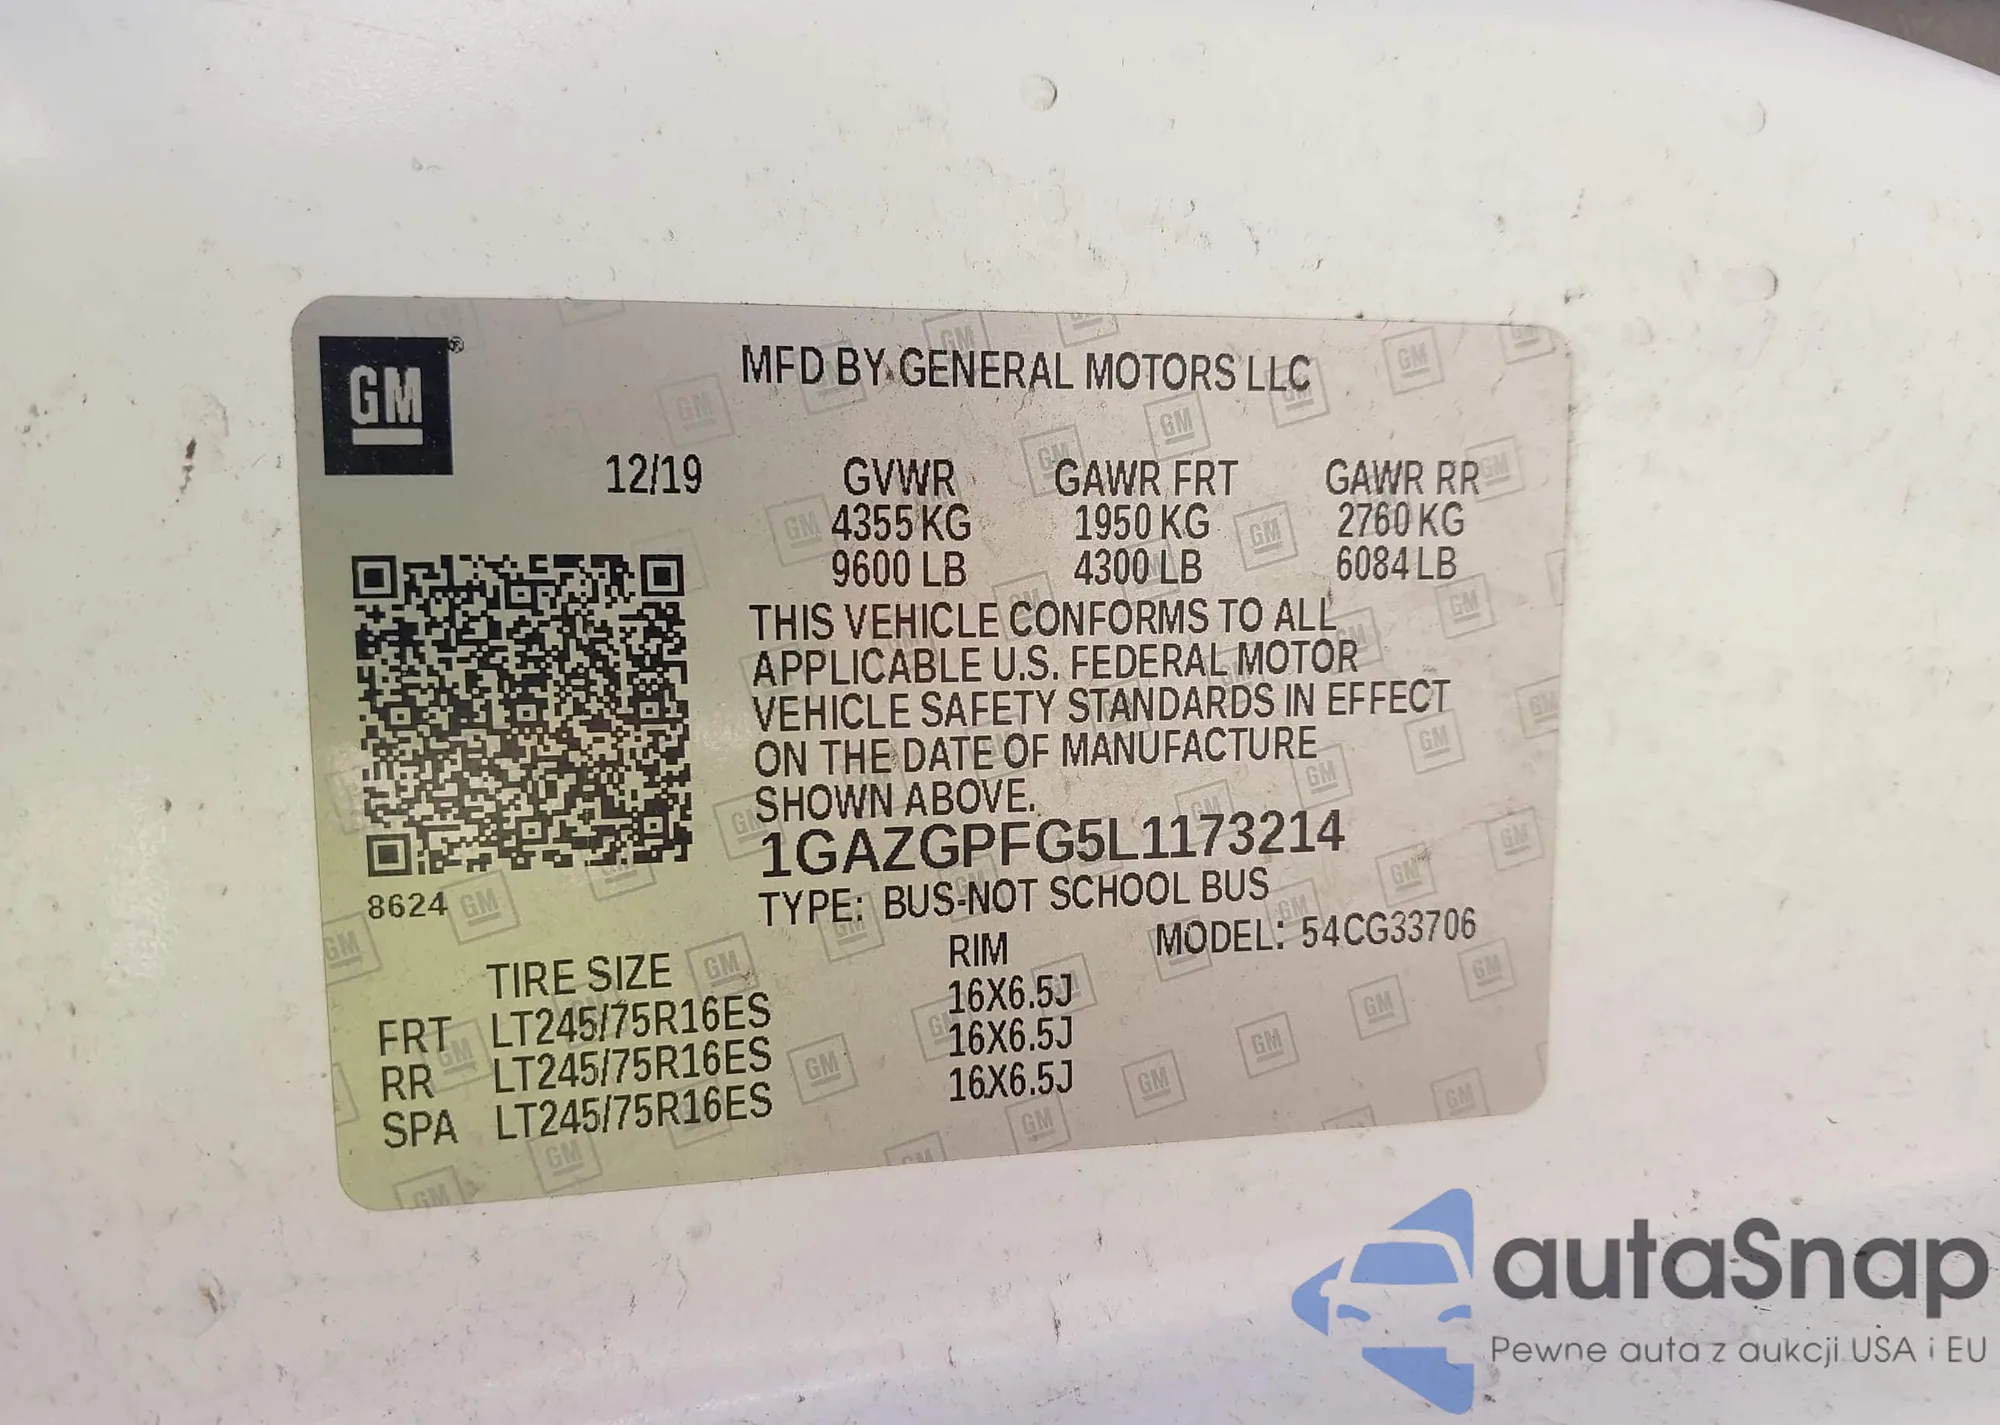 GM®
MFD BY GENERAL MOTORS LLC
12/19 GVWR GAWR FRT GAWR RR
4355 KG 1950 KG 2760 KG
9600 LB 4300 LB 6084 LB
THIS VEHICLE CONFORMS TO ALL
APPLICABLE U.S. FEDERAL MOTOR
VEHICLE SAFETY STANDARDS IN EFFECT
ON THE DATE OF MANUFACTURE
SHOWN ABOVE.
1GAZGPFG5L1173214
8624
TYPE: BUS-NOT SCHOOL BUS
MODEL: 54CG33706
TIRE SIZE RIM
FRT LT245/75R16ES 16X6.5J
RR LT245/75R16ES 16X6.5J
SPA LT245/75R16ES 16X6.5J
autaSnap
Pewne auta z aukcji USA i EU